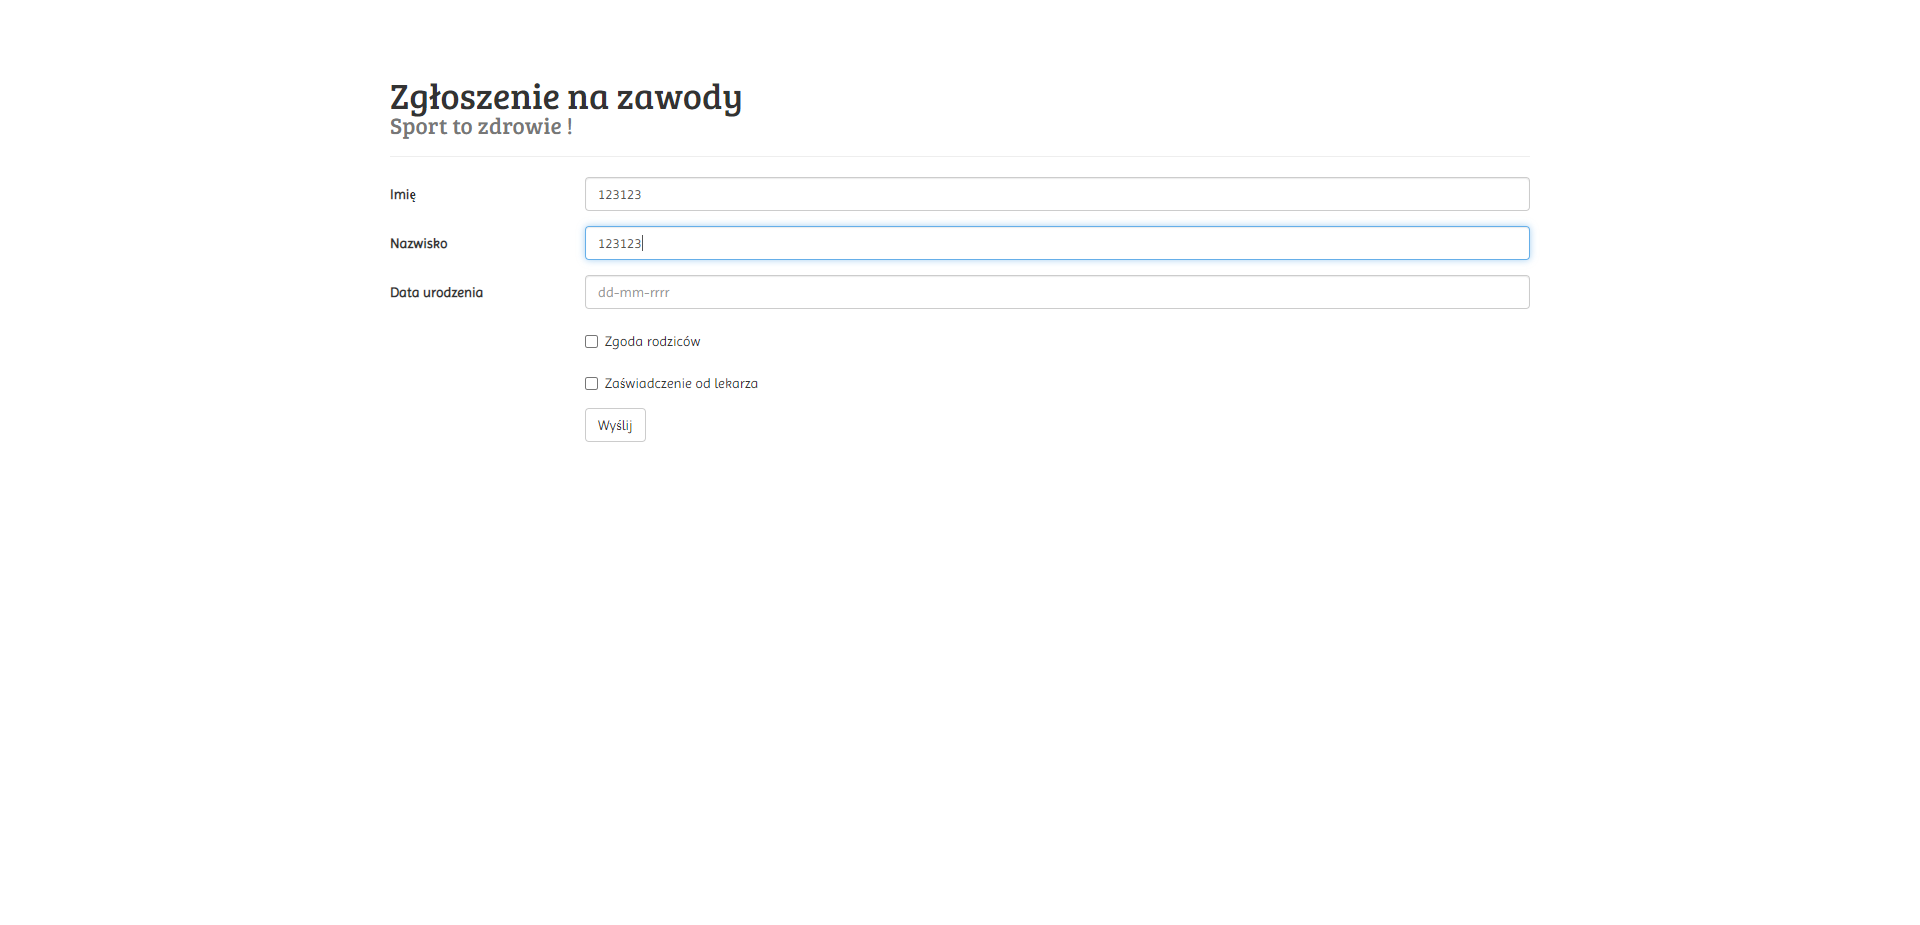 Zgłoszenie na zawody
Sport to zdrowie !
Imię 123123
Nazwisko 123123
Data urodzenia dd-mm-rrrr
Zgoda rodziców
Zaświadczenie od lekarza
Wyślij